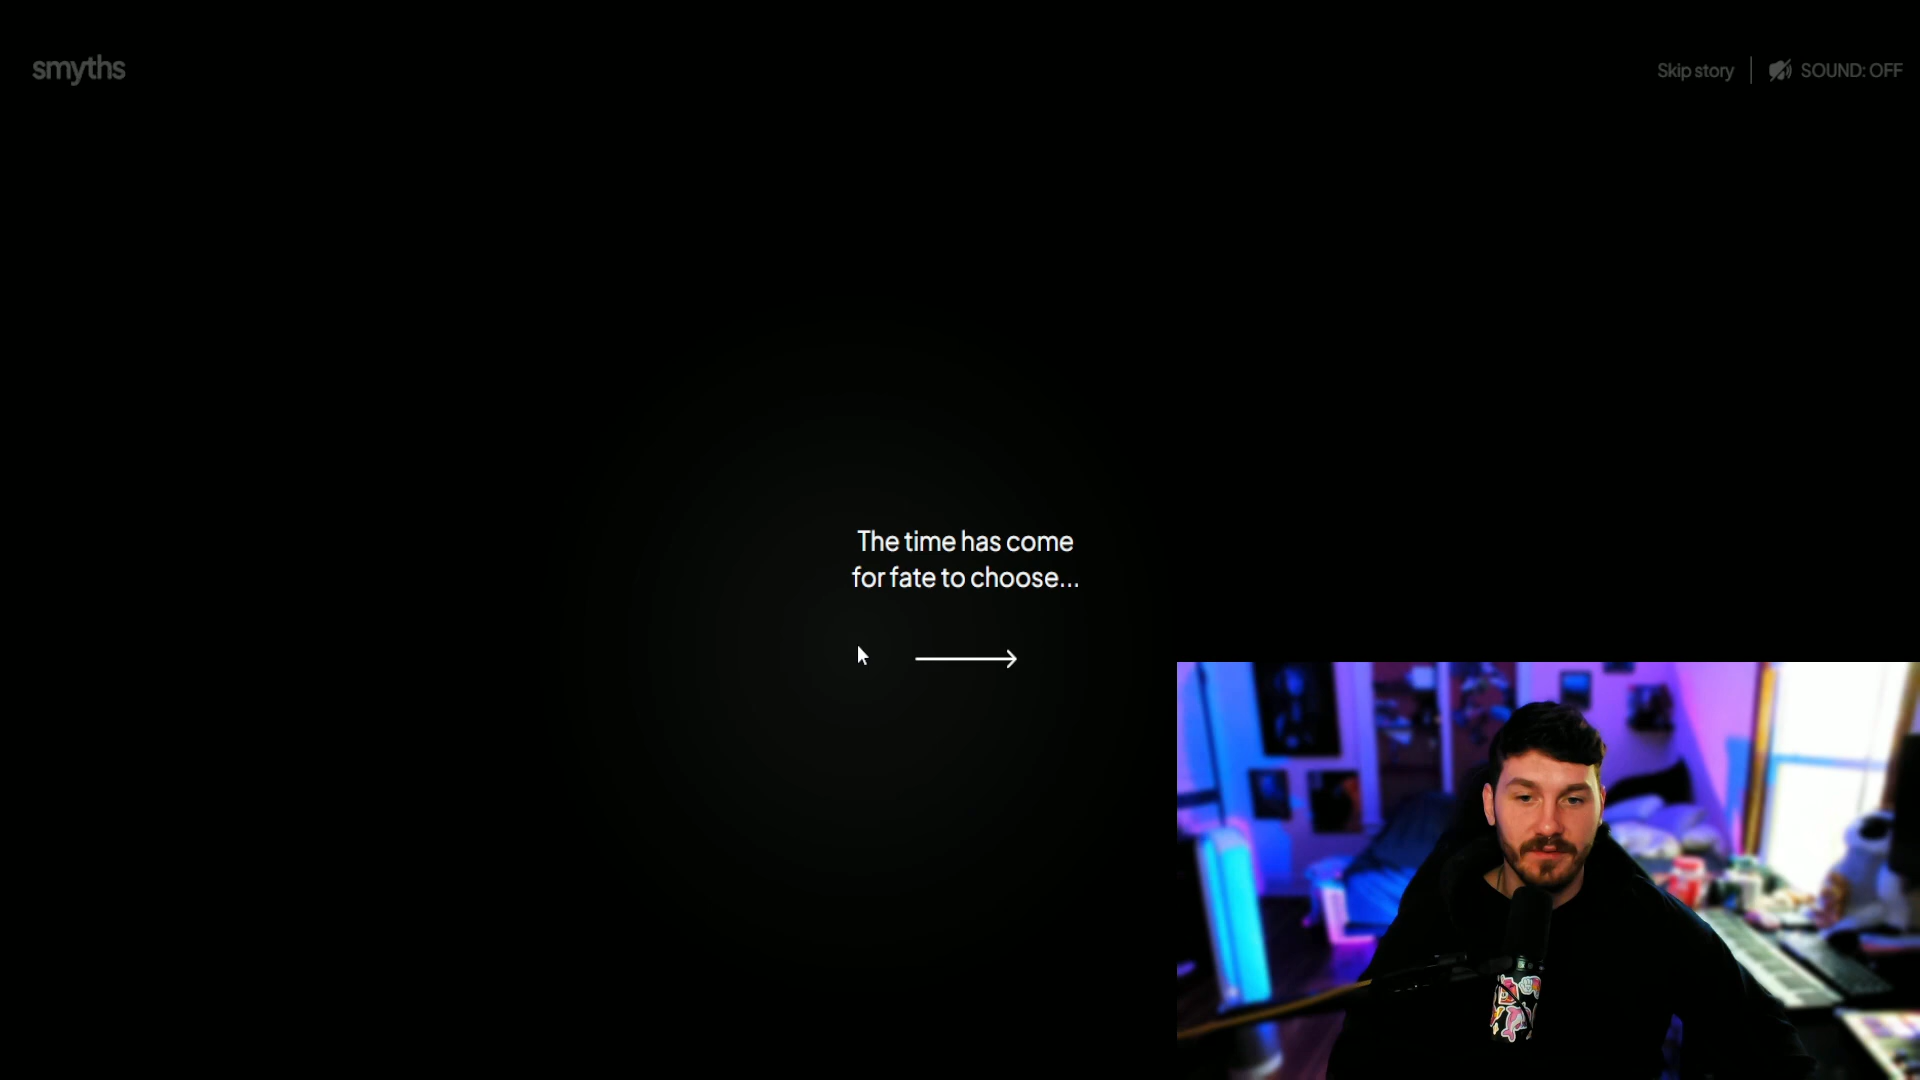 smyths
Skip story
SOUND: OFF
The time has come
for fate to choose...